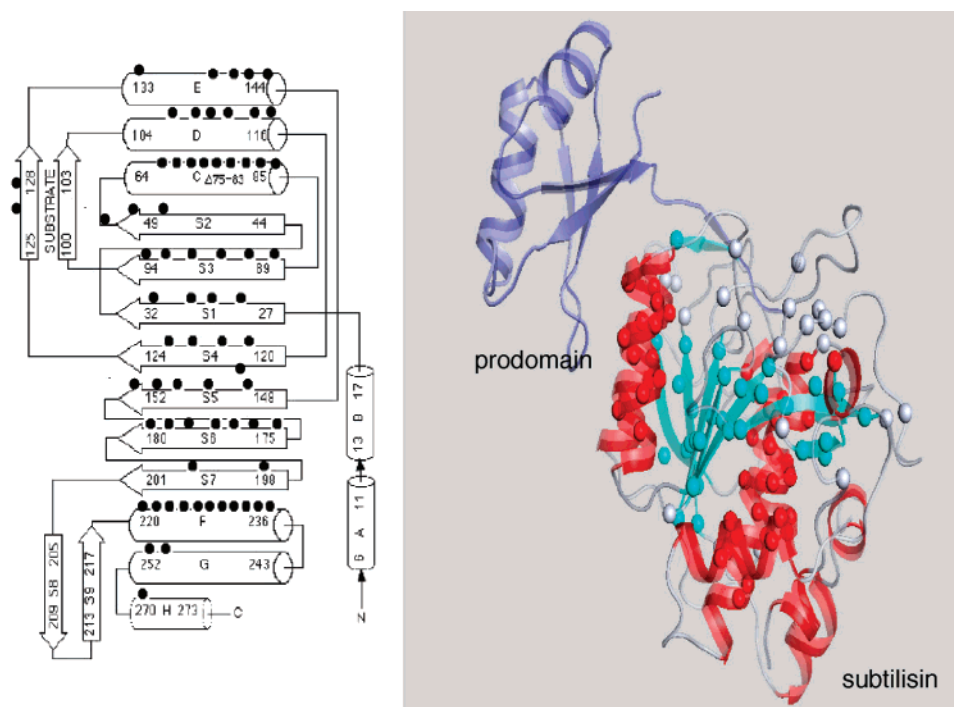 133 E 144
104 D 116
64 C Δ75-83 85
49 S2 44
94 S3 89
32 S1 27
124 S4 120
152 S5 148
180 S6 175
201 S7 198
220 F 236
252 G 243
270 H 273 C
125 128
SUBSTRATE
100 103
13 B 17
6 A 11
N
209 S8 205
213 S9 217
prodomain
subtilisin